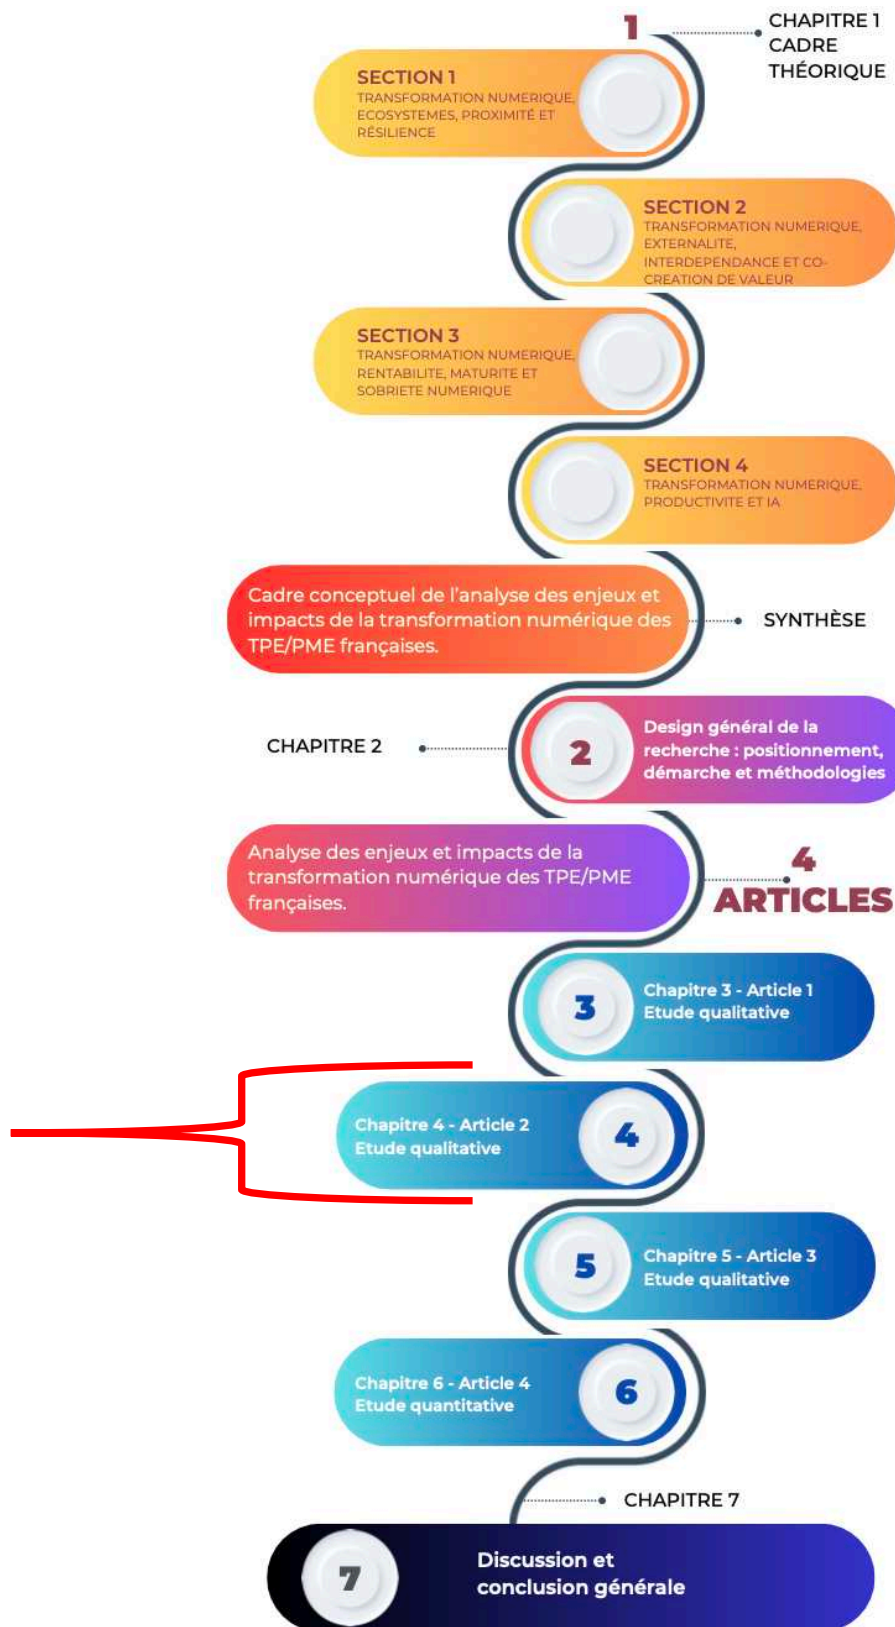 1
CHAPITRE 1
CADRE
THÉORIQUE
SECTION 1
TRANSFORMATION NUMERIQUE,
ECOSYSTEMES, PROXIMITÉ ET
RÉSILIENCE
SECTION 2
TRANSFORMATION NUMERIQUE,
EXTERNALITE,
INTERDEPENDANCE ET CO-
CREATION DE VALEUR
SECTION 3
TRANSFORMATION NUMERIQUE,
RENTABILITE, MATURITE ET
SOBRIETE NUMERIQUE
SECTION 4
TRANSFORMATION NUMERIQUE,
PRODUCTIVITE ET IA
Cadre conceptuel de l'analyse des enjeux et
impacts de la transformation numérique des
TPE/PME françaises.
SYNTHÈSE
CHAPITRE 2
2
Design général de la
recherche : positionnement,
démarche et méthodologies
Analyse des enjeux et impacts de la
transformation numérique des TPE/PME
françaises.
4
ARTICLES
3
Chapitre 3 - Article 1
Etude qualitative
Chapitre 4 - Article 2
Etude qualitative
4
5
Chapitre 5 - Article 3
Etude qualitative
Chapitre 6 - Article 4
Etude quantitative
6
CHAPITRE 7
7
Discussion et
conclusion générale